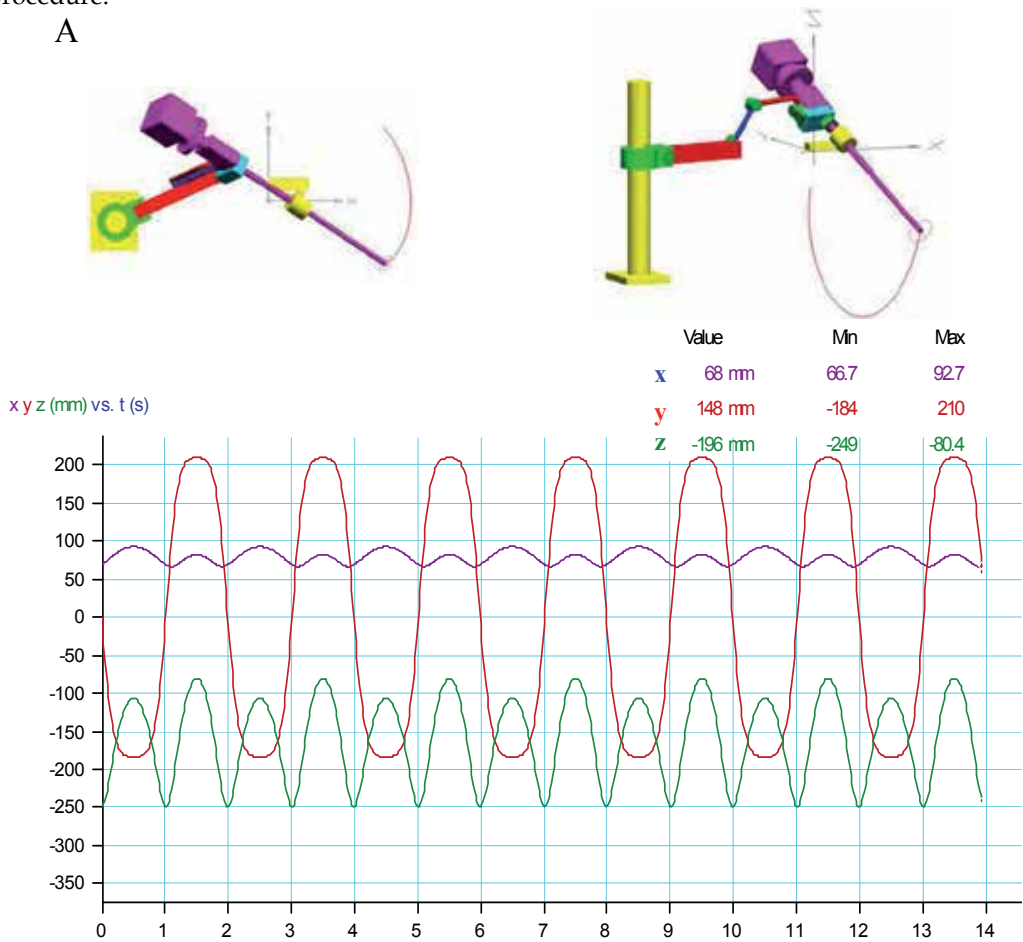 rocedure.
A
Z
X
Value Min Max
x 68 mm 66.7 92.7
y 148 mm -184 210
z -196 mm -249 -80.4
x y z (mm) vs. t (s)
200
150
100
50
0
-50
-100
-150
-200
-250
-300
-350
0 1 2 3 4 5 6 7 8 9 10 11 12 13 14